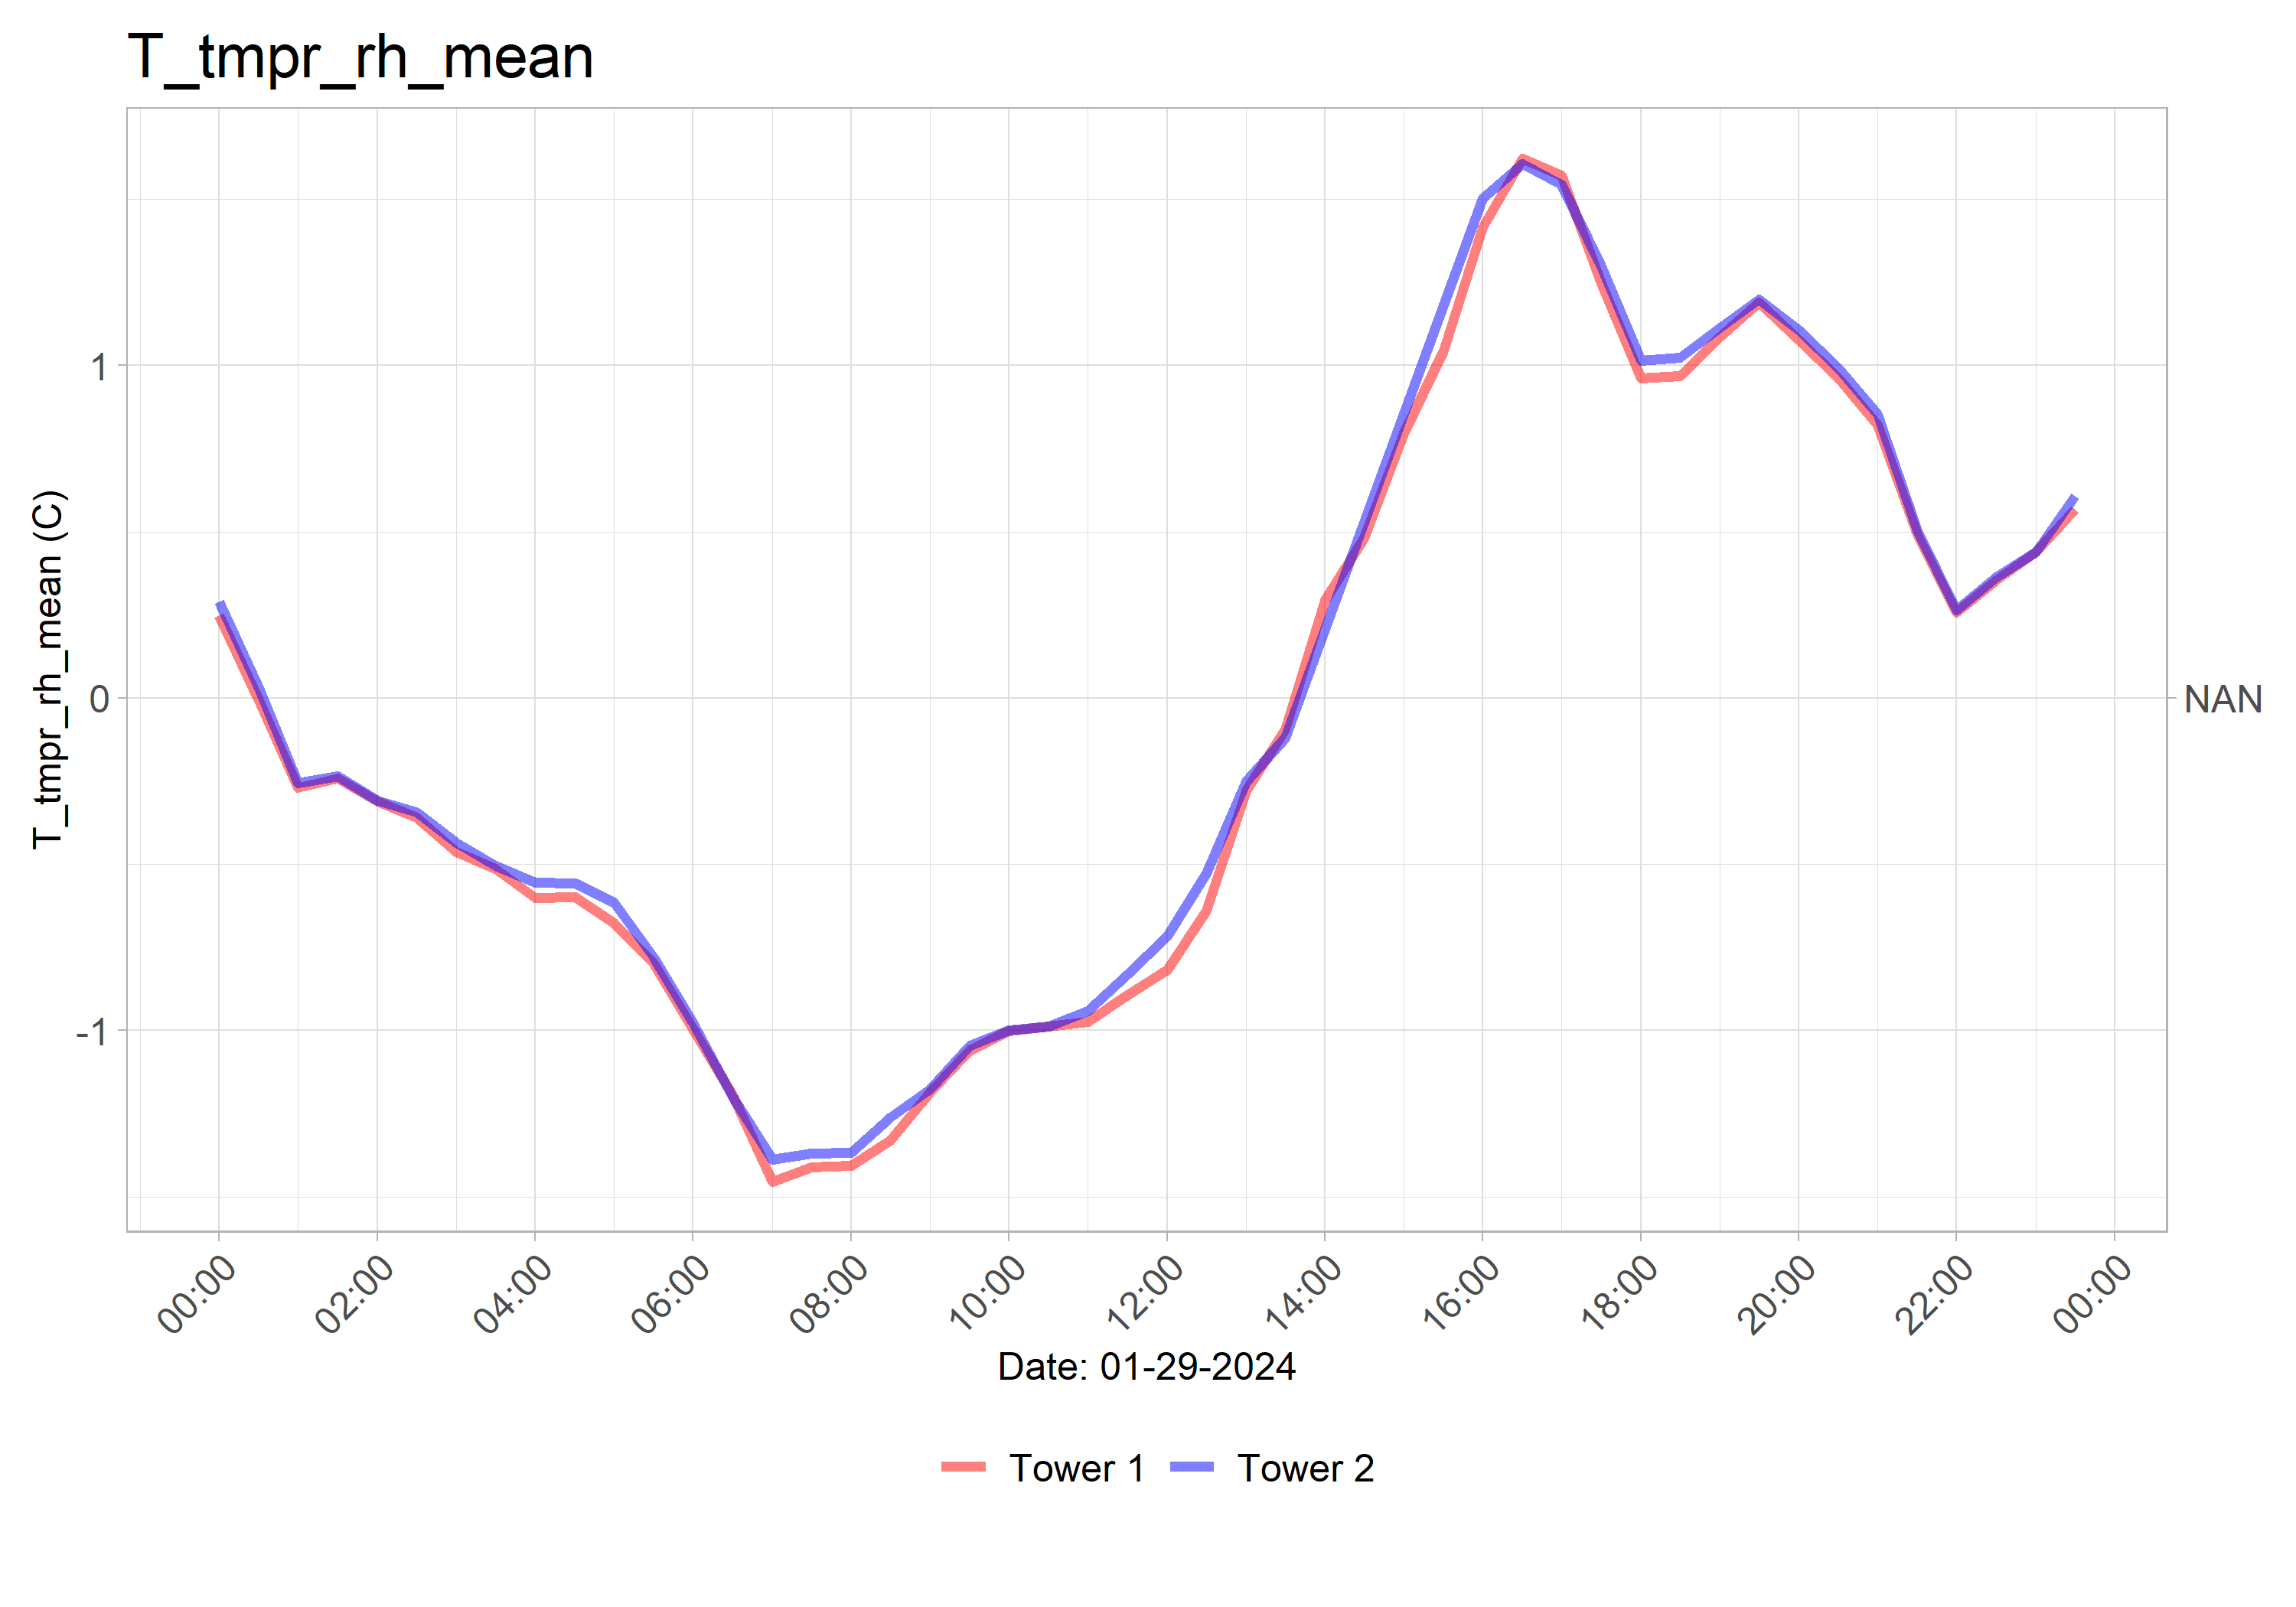 T_tmpr_rh_mean
T_tmpr_rh_mean (C)
1
0
-1
NAN
00:00 02:00 04:00 06:00 08:00 10:00 12:00 14:00 16:00 18:00 20:00 22:00 00:00
Date: 01-29-2024
Tower 1 Tower 2